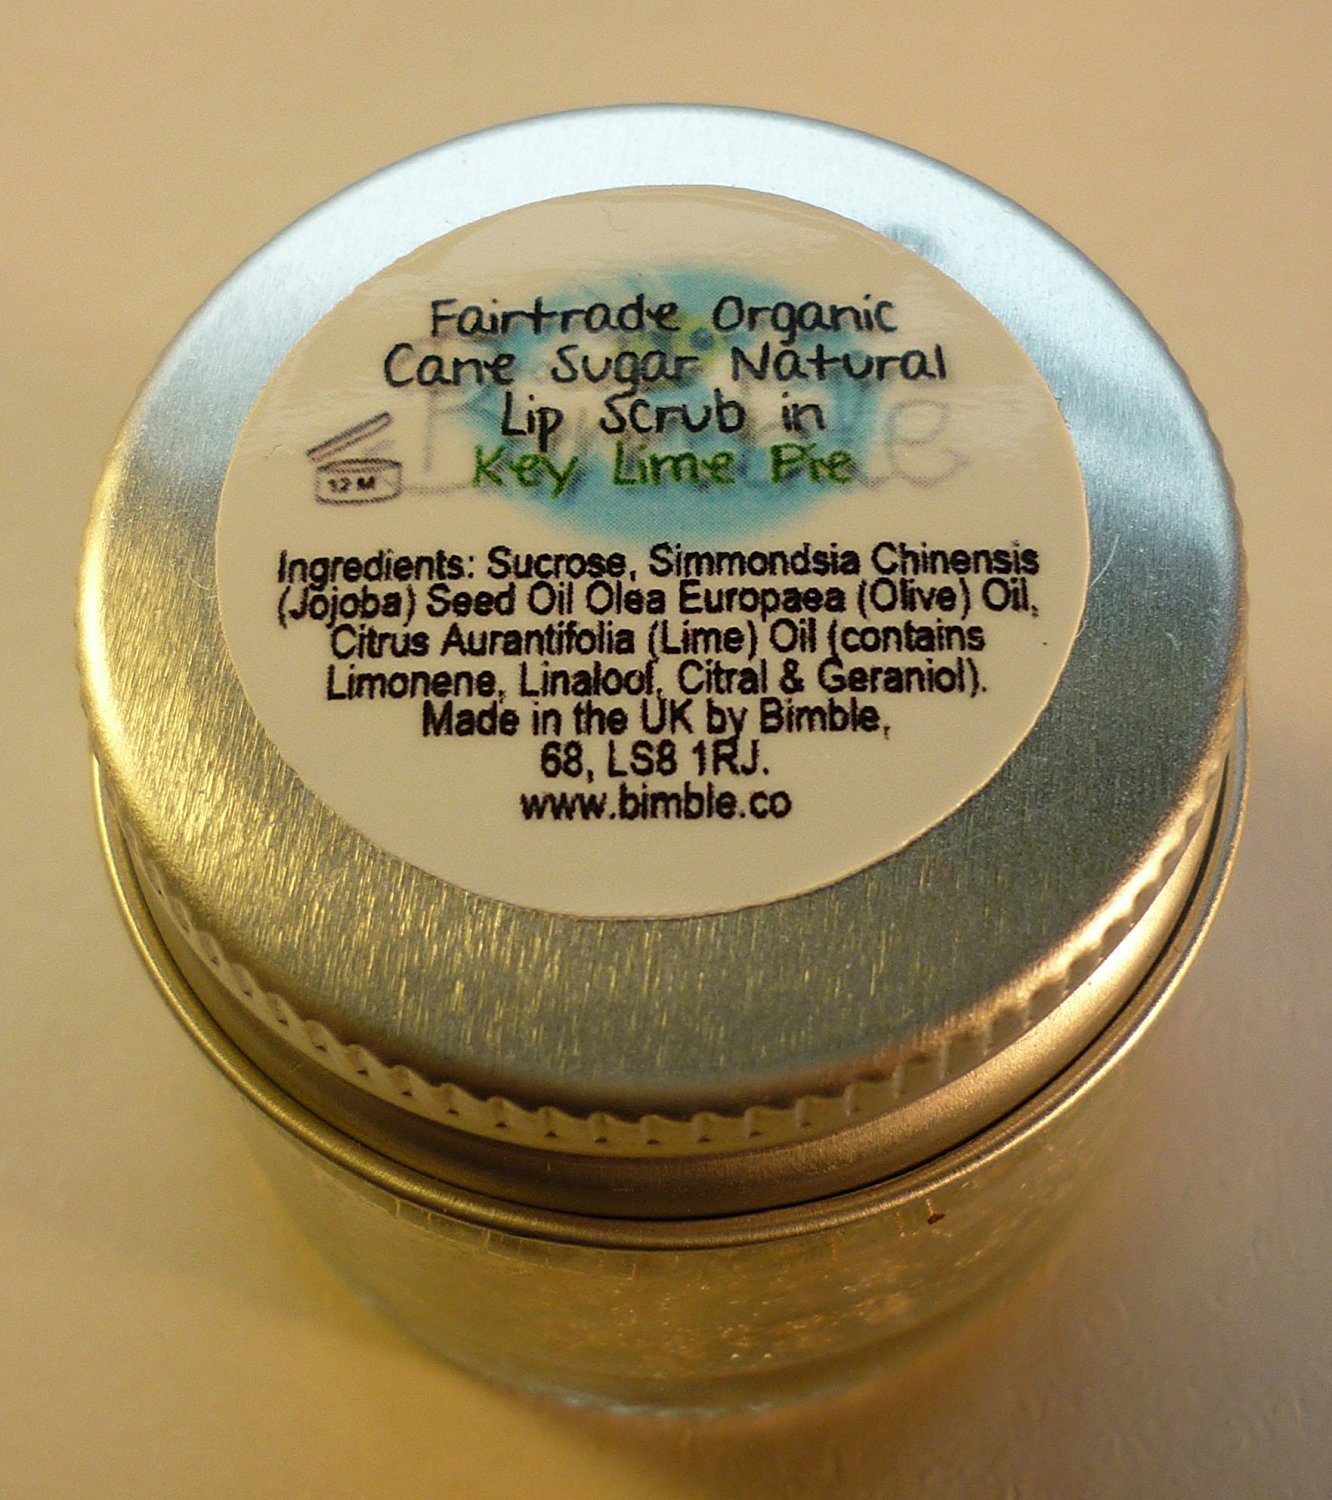 Fairtrade Organic
Cane Sugar Natural
Lip Scrub in
Key Lime Pie
12 M
Ingredients: Sucrose, Simmondsia Chinensis
(Jojoba) Seed Oil Olea Europaea (Olive) Oil,
Citrus Aurantifolia (Lime) Oil (contains
Limonene, Linalool, Citral & Geraniol).
Made in the UK by Bimble,
68, LS8 1RJ.
www.bimble.co